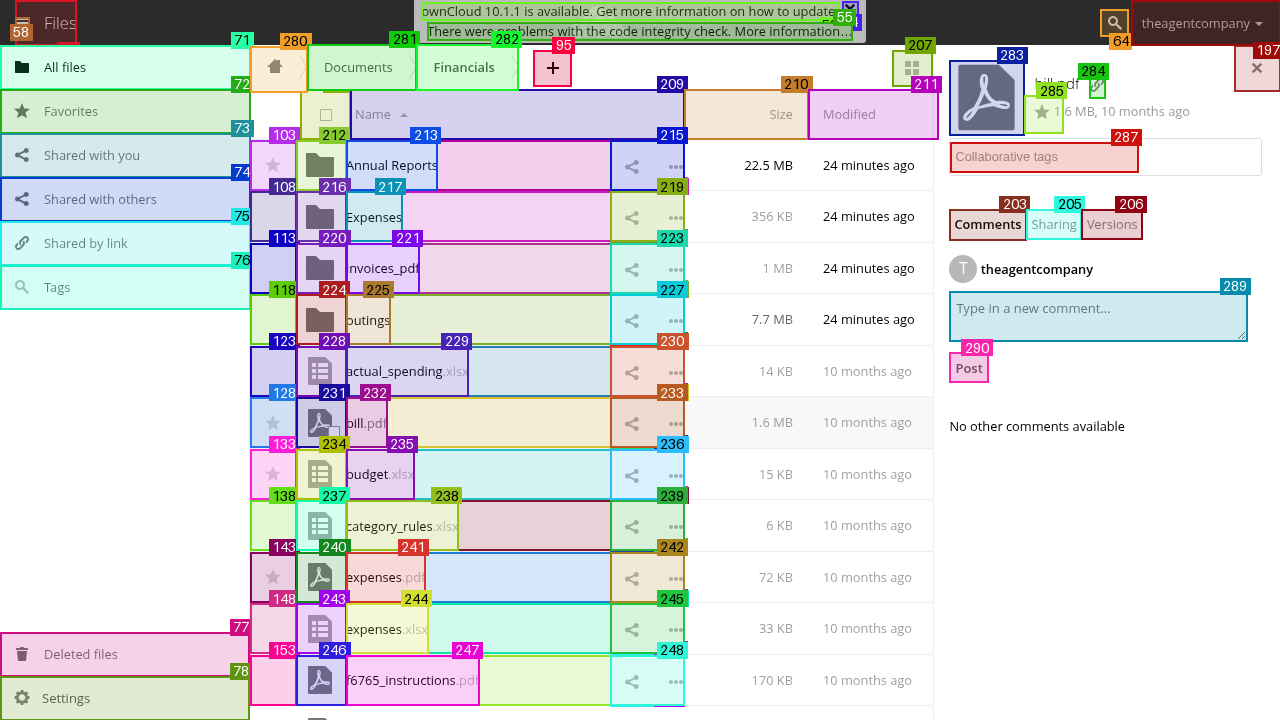 Files
58
ownCloud 10.1.1 is available. Get more information on how to update
There were problems with the code integrity check. More information...
55
64
theagentcompany
71
All files
72
Favorites
73
Shared with you
74
Shared with others
75
Shared by link
76
Tags
77
Deleted files
78
Settings
280
281
Documents
282
Financials
95
207
209
Name
210
Size
211
Modified
103
212
213
Annual Reports
215
22.5 MB
24 minutes ago
108
216
217
Expenses
219
356 KB
24 minutes ago
113
220
221
invoices_pdf
223
1 MB
24 minutes ago
118
224
225
outings
227
7.7 MB
24 minutes ago
123
228
229
actual_spending.xlsx
230
14 KB
10 months ago
128
231
232
bill.pdf
233
1.6 MB
10 months ago
133
234
235
budget.xlsx
236
15 KB
10 months ago
138
237
238
category_rules.xlsx
239
6 KB
10 months ago
143
240
241
expenses.pdf
242
72 KB
10 months ago
148
243
244
expenses.xlsx
245
33 KB
10 months ago
153
246
247
f6765_instructions.pdf
248
170 KB
10 months ago
283
bill.pdf
284
285
1.6 MB, 10 months ago
197
287
Collaborative tags
203
Comments
205
Sharing
206
Versions
T
theagentcompany
289
Type in a new comment...
290
Post
No other comments available